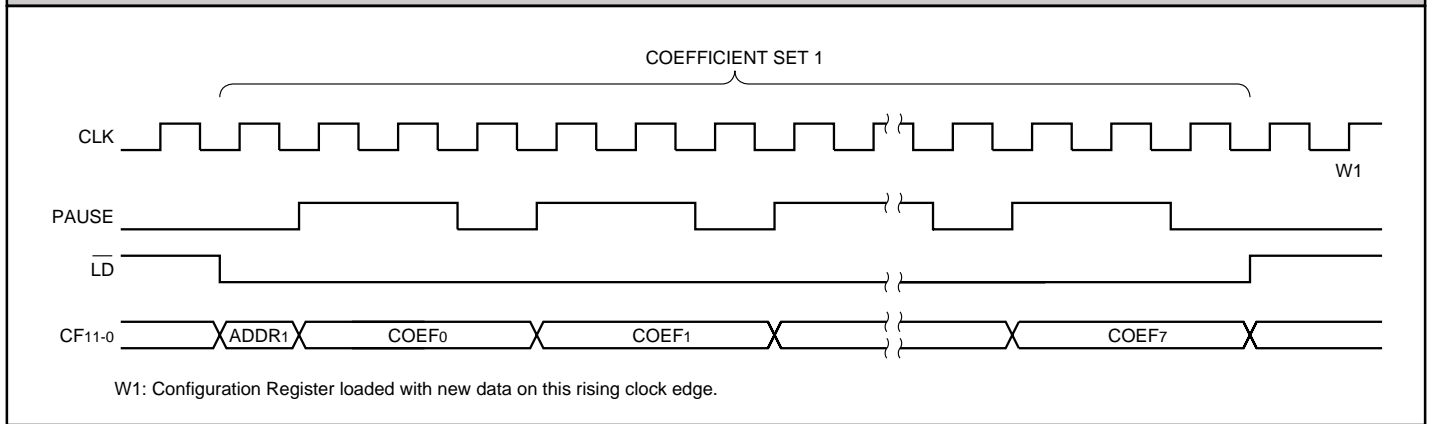 COEFFICIENT SET 1
CLK
W1
PAUSE
LD
CF11-0 ADDR1 COEF0 COEF1 COEF7
W1: Configuration Register loaded with new data on this rising clock edge.